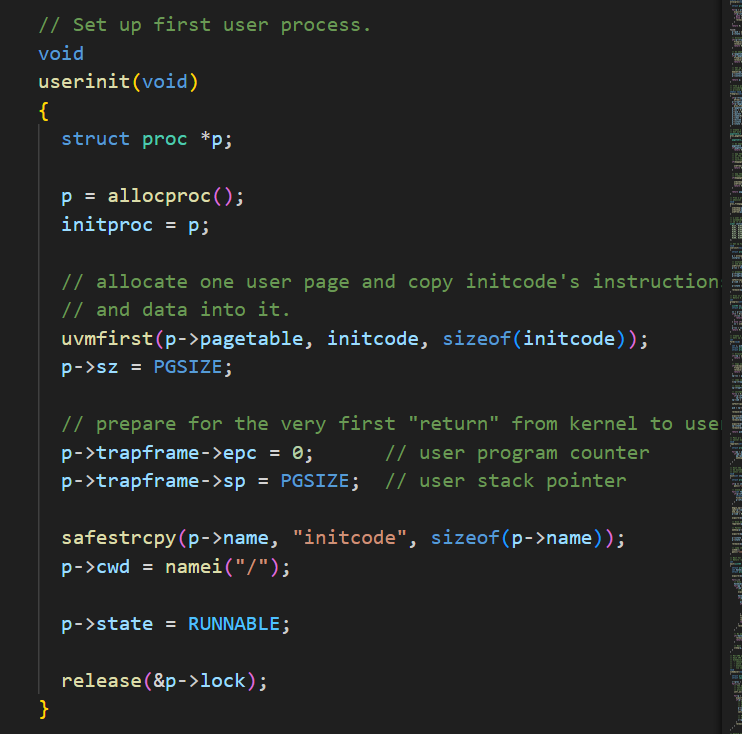 // Set up first user process.
void
userinit(void)
{
  struct proc *p;

  p = allocproc();
  initproc = p;

  // allocate one user page and copy initcode's instruction
  // and data into it.
  uvmfirst(p->pagetable, initcode, sizeof(initcode));
  p->sz = PGSIZE;

  // prepare for the very first "return" from kernel to use
  p->trapframe->epc = 0;      // user program counter
  p->trapframe->sp = PGSIZE;  // user stack pointer

  safestrcpy(p->name, "initcode", sizeof(p->name));
  p->cwd = namei("/");

  p->state = RUNNABLE;

  release(&p->lock);
}